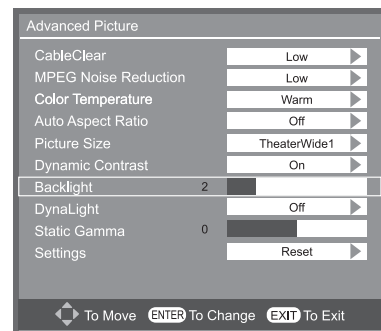 Advanced Picture
CableClear Low
MPEG Noise Reduction Low
Color Temperature Warm
Auto Aspect Ratio Off
Picture Size TheaterWide1
Dynamic Contrast On
Backlight 2
DynaLight Off
Static Gamma 0
Settings Reset
To Move ENTER To Change EXIT To Exit